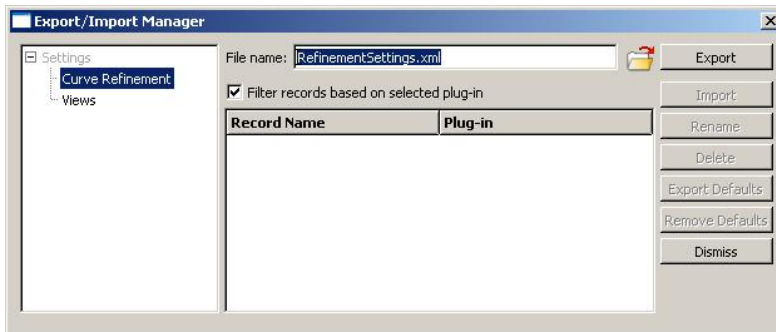 Export/Import Manager
Settings
Curve Refinement
Views
File name: RefinementSettings.xml
Filter records based on selected plug-in
Record Name Plug-in
Export
Import
Rename
Delete
Export Defaults
Remove Defaults
Dismiss